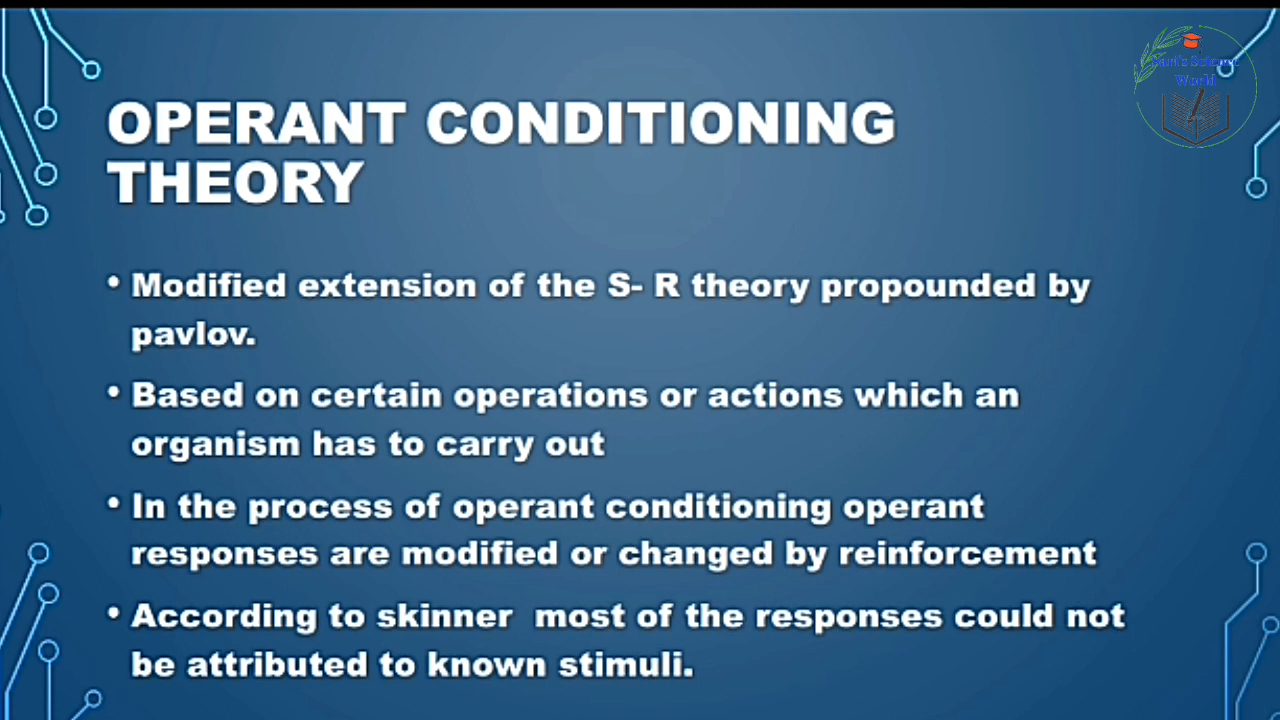 OPERANT CONDITIONING
THEORY
• Modified extension of the S- R theory propounded by
pavlov.
• Based on certain operations or actions which an
organism has to carry out
• In the process of operant conditioning operant
responses are modified or changed by reinforcement
• According to skinner  most of the responses could not
be attributed to known stimuli.
World